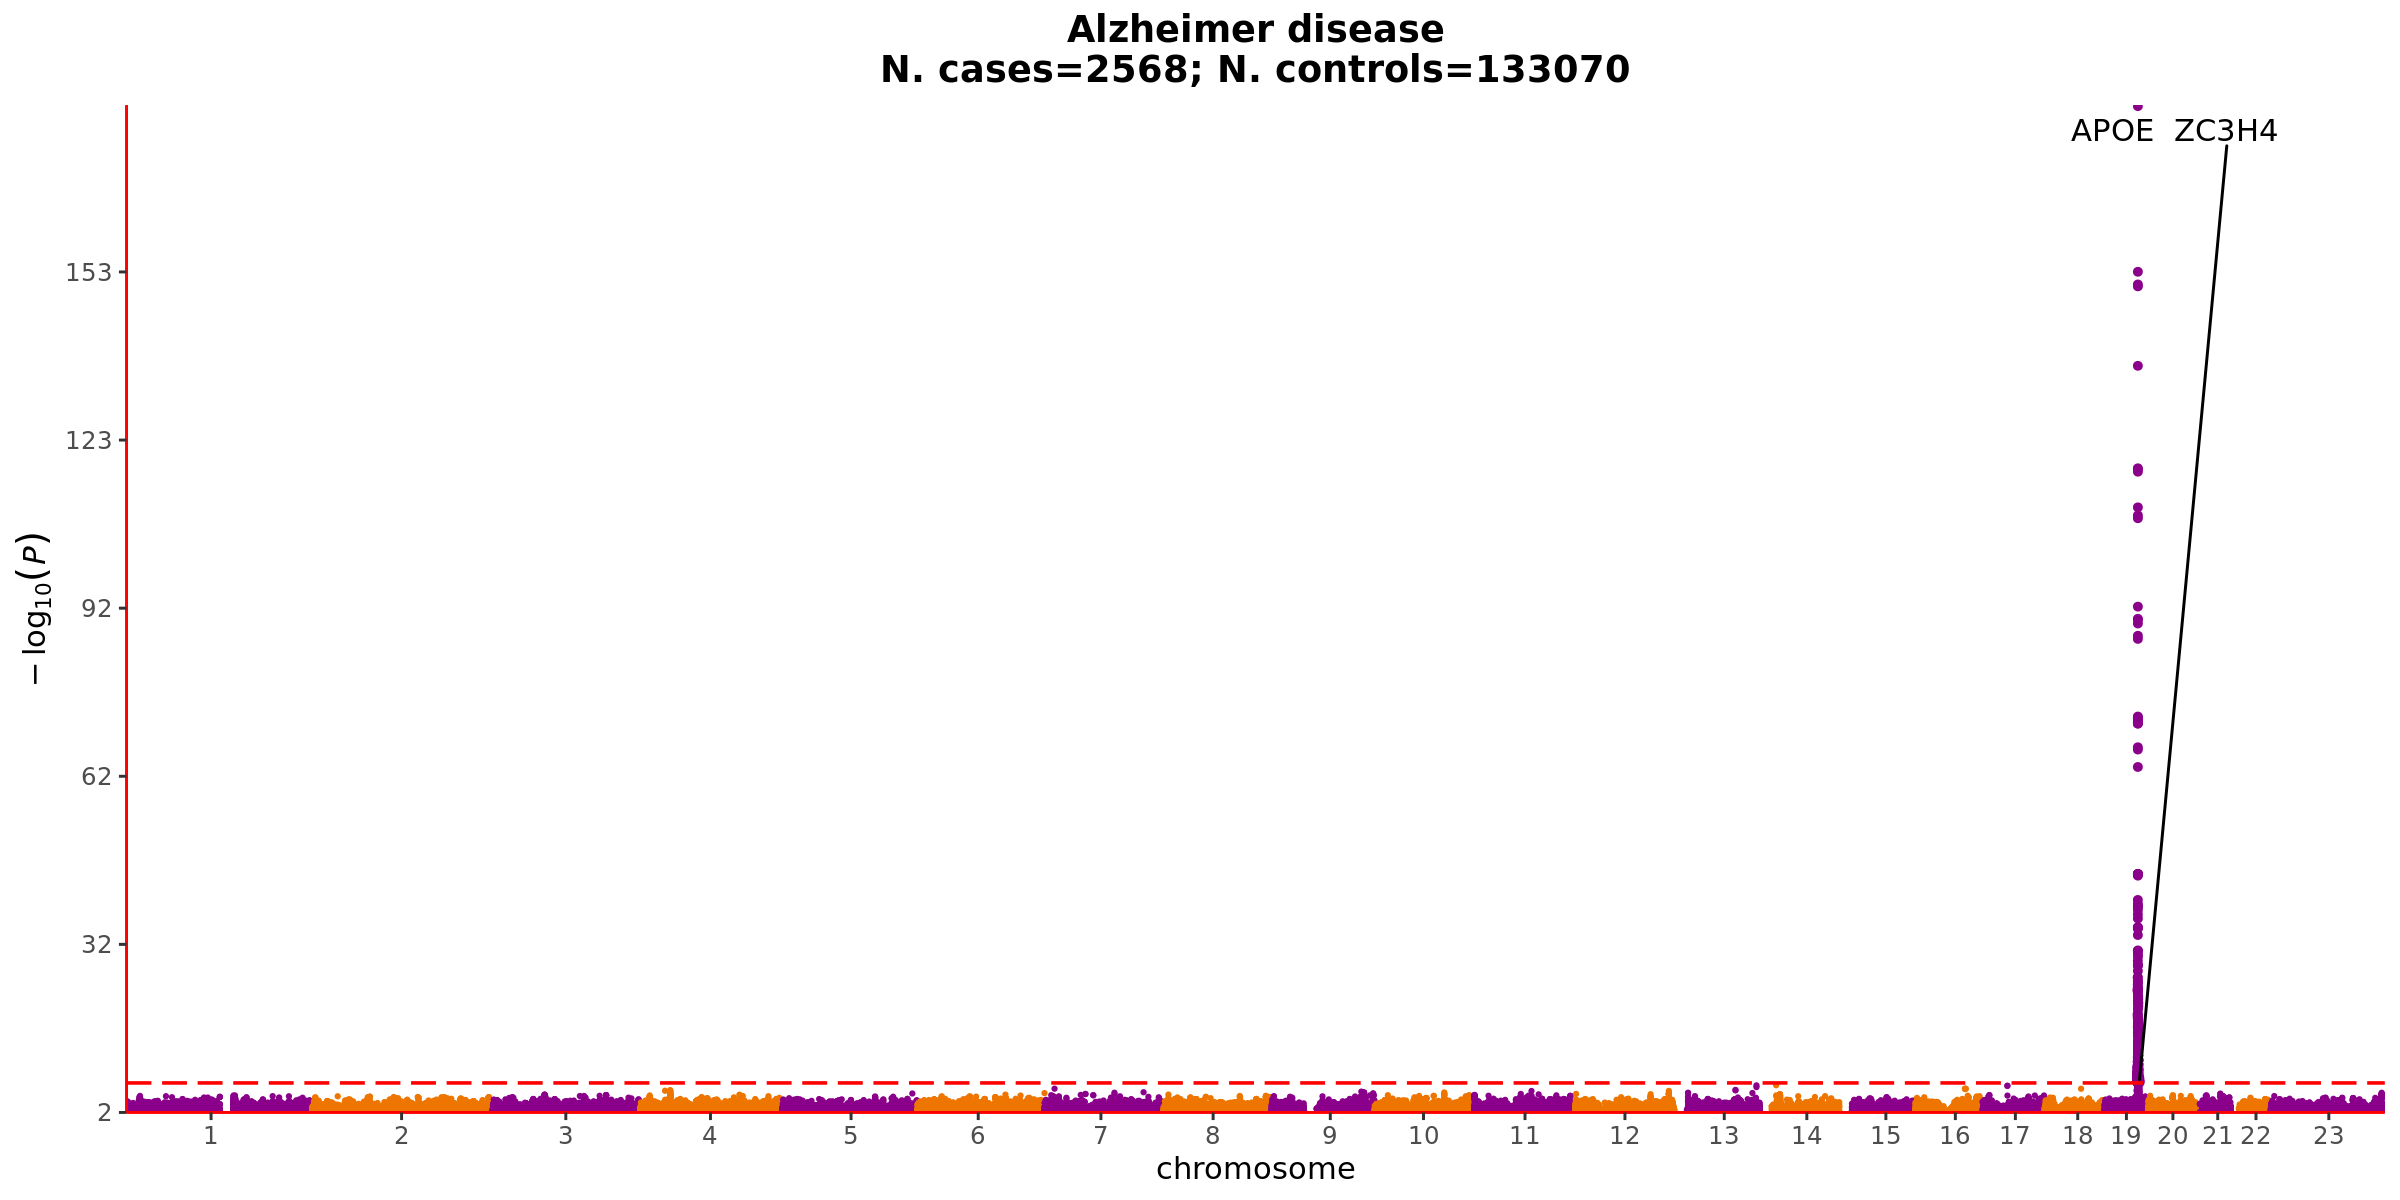 Alzheimer disease
N. cases=2568; N. controls=133070
APOE ZC3H4
153
123
92
62
32
2
−log₁₀(P)
1 2 3 4 5 6 7 8 9 10 11 12 13 14 15 16 17 18 19 20 21 22 23
chromosome